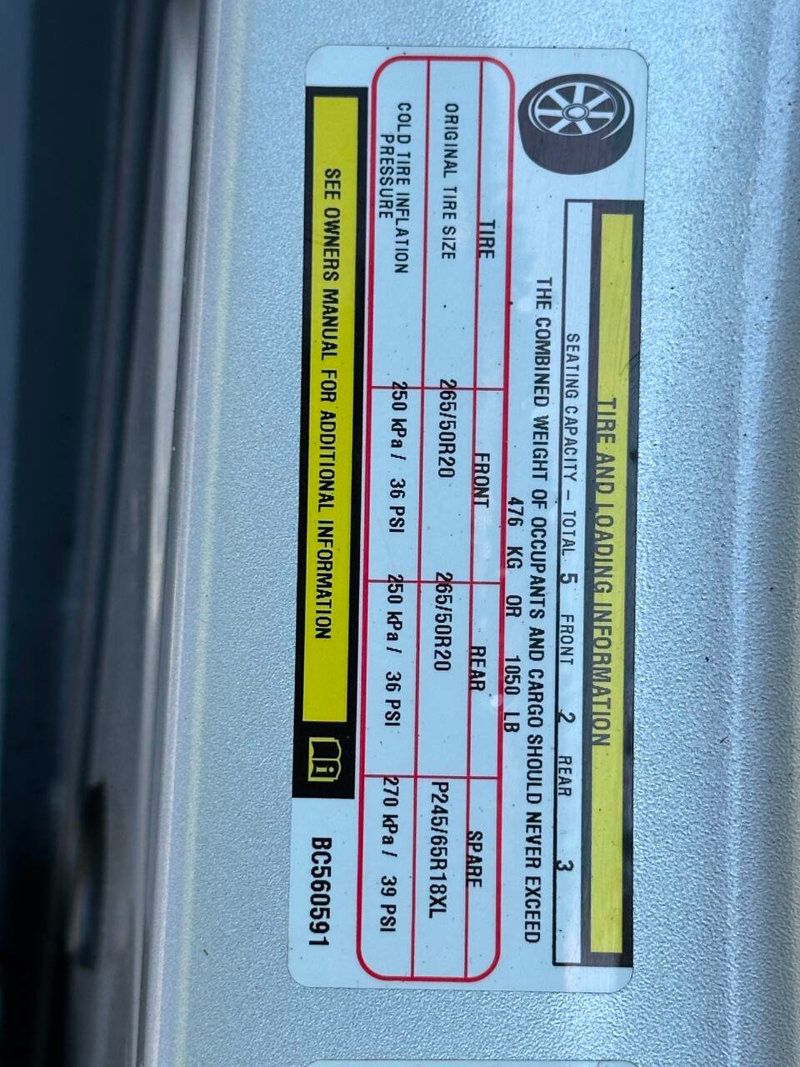 TIRE AND LOADING INFORMATION
SEATING CAPACITY – TOTAL 5 FRONT 2 REAR 3
THE COMBINED WEIGHT OF OCCUPANTS AND CARGO SHOULD NEVER EXCEED
476 KG OR 1050 LB
TIRE FRONT REAR SPARE
ORIGINAL TIRE SIZE 265/50R20 265/50R20 P245/65R18XL
COLD TIRE INFLATION PRESSURE 250 kPa / 36 PSI 250 kPa / 36 PSI 270 kPa / 39 PSI
SEE OWNERS MANUAL FOR ADDITIONAL INFORMATION
BC560591